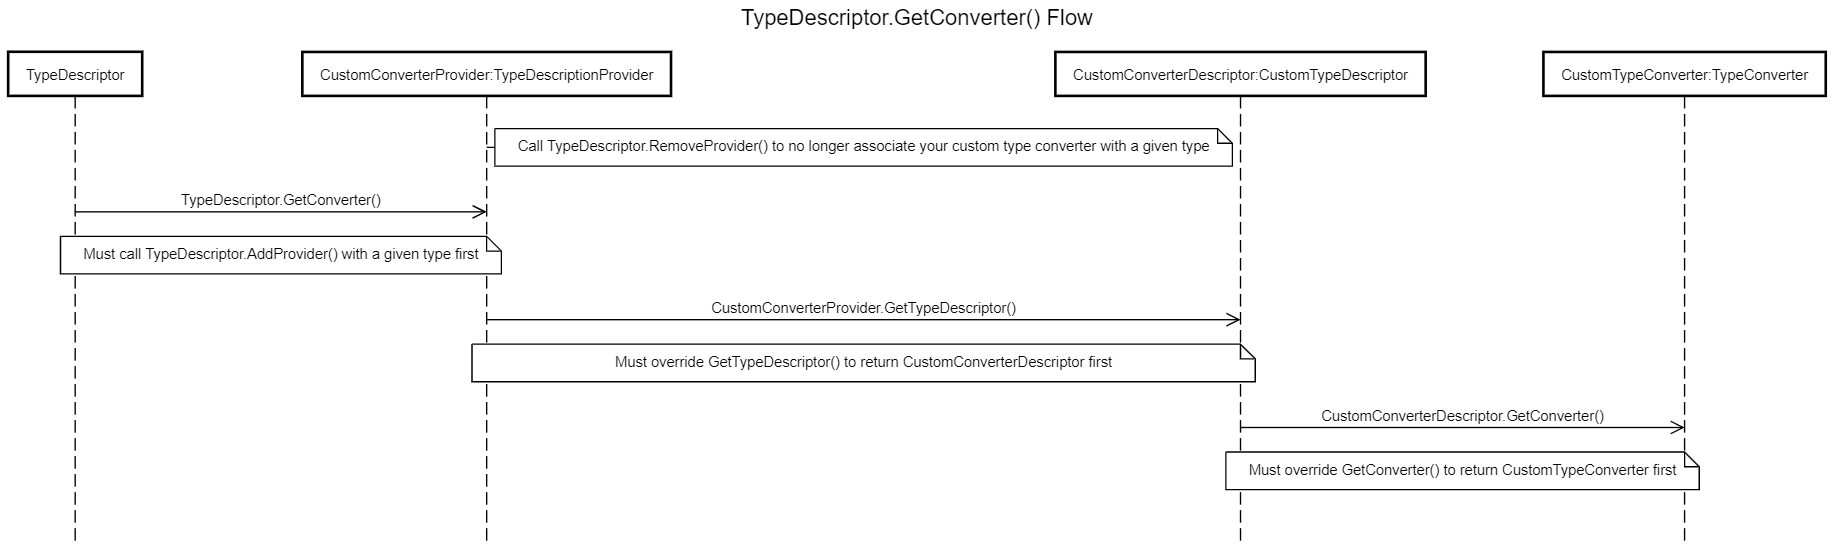 TypeDescriptor.GetConverter() Flow
TypeDescriptor
CustomConverterProvider:TypeDescriptionProvider
CustomConverterDescriptor:CustomTypeDescriptor
CustomTypeConverter:TypeConverter
Call TypeDescriptor.RemoveProvider() to no longer associate your custom type converter with a given type
TypeDescriptor.GetConverter()
Must call TypeDescriptor.AddProvider() with a given type first
CustomConverterProvider.GetTypeDescriptor()
Must override GetTypeDescriptor() to return CustomConverterDescriptor first
CustomConverterDescriptor.GetConverter()
Must override GetConverter() to return CustomTypeConverter first